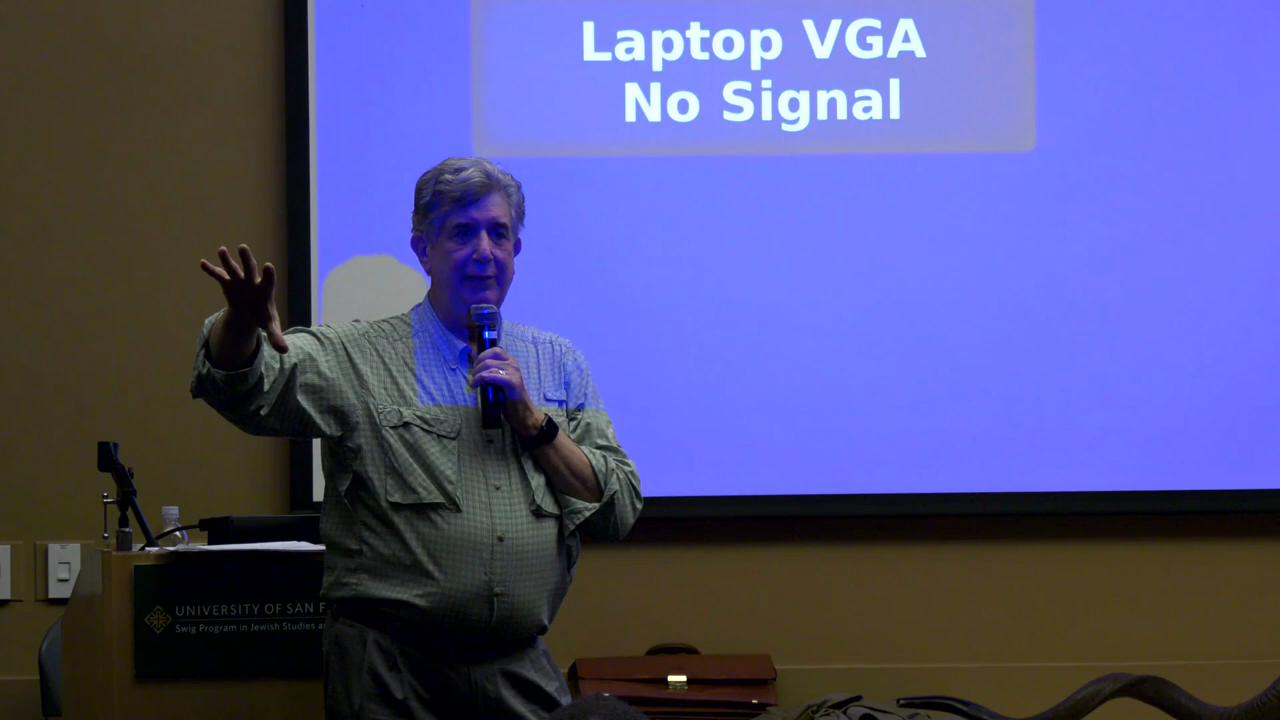 Laptop VGA
No Signal
UNIVERSITY OF SAN F
Swig Program in Jewish Studies